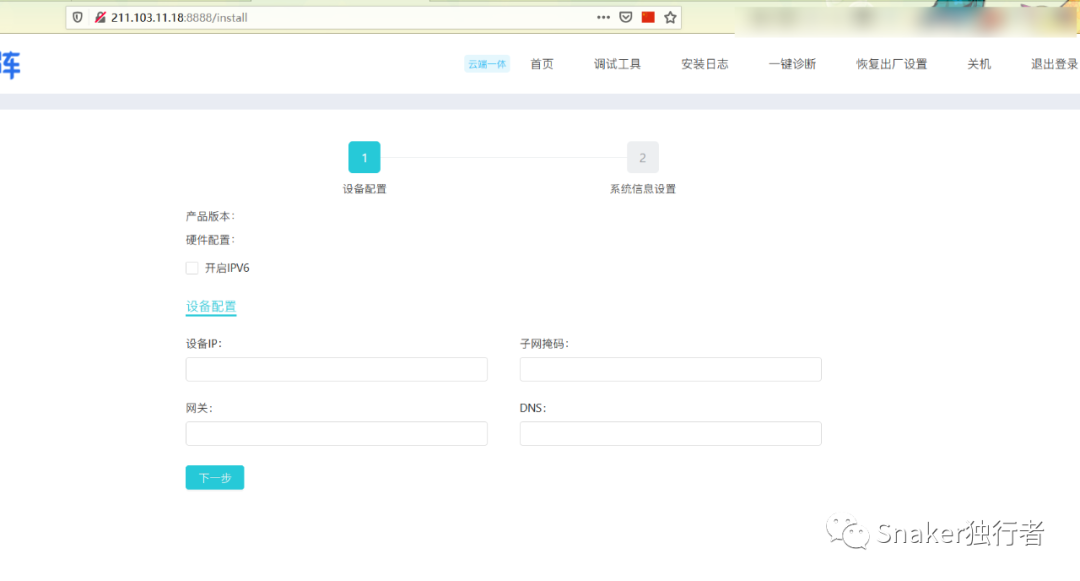 211.103.11.18:8888/install
阵
云端一体 首页 调试工具 安装日志 一键诊断 恢复出厂设置 关机 退出登录
1 2
设备配置 系统信息设置
产品版本:
硬件配置:
开启IPV6
设备配置
设备IP: 子网掩码:
网关: DNS:
下一步
Snaker独行者